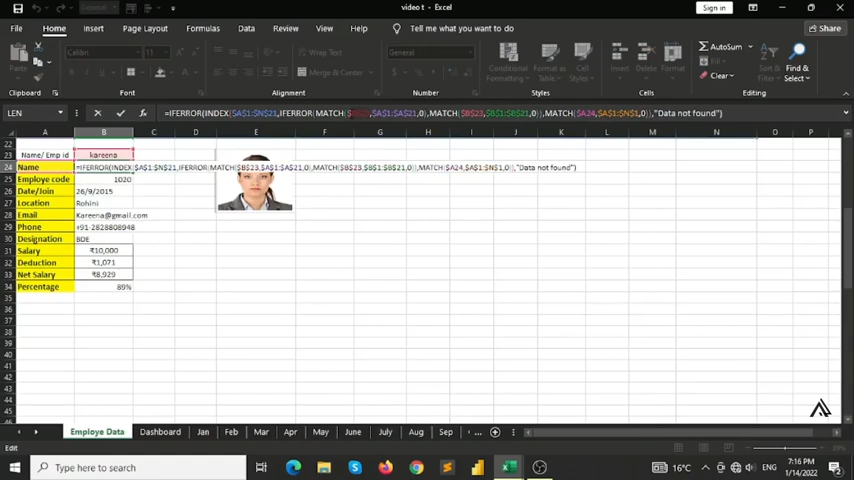 video t - Excel
Sign in
File Home Insert Page Layout Formulas Data Review View Help Tell me what you want to do
Share
Calibri 11 Wrap Text General AutoSum
Paste Merge & Center Conditional Formatting Format as Table Cell Styles Insert Delete Format Clear Find & Select
Clipboard Font Alignment Number Styles Cells Editing
LEN =IFERROR(INDEX($A$1:$N$21,IFERROR(MATCH($B$23,$A$1:$A$21,0),MATCH($B$23,$B$1:$B$21,0)),MATCH($A24,$A$1:$N$1,0)),"Data not found")
A B C D E F G H I J K L M N O P R
22
23 Name/ Emp id kareena
24 Name =IFERROR(INDEX($A$1:$N$21,IFERROR(MATCH($B$23,$A$1:$A$21,0),MATCH($B$23,$B$1:$B$21,0)),MATCH($A24,$A$1:$N$1,0)),"Data not found")
25 Employe code 1020
26 Date/Join 26/9/2015
27 Location Rohini
28 Email Kareena@gmail.com
29 Phone +91-2828808948
30 Designation BDE
31 Salary ₹10,000
32 Deduction ₹1,071
33 Net Salary ₹8,929
34 Percentage 89%
35
36
37
38
39
40
41
42
43
44
45
Employe Data Dashboard Jan Feb Mar Apr May June July Aug Sep ...
Edit
Type here to search
16°C ENG 7:16 PM
1/14/2022